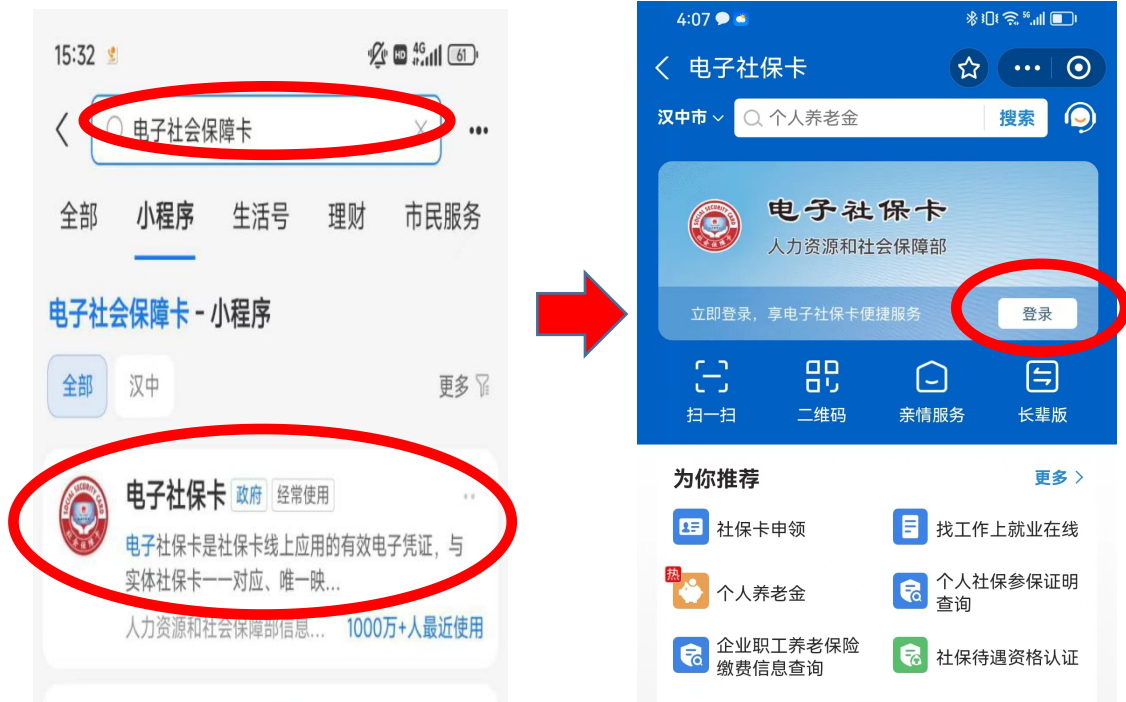 15:32
HD 4G 61
电子社会保障卡
全部 小程序 生活号 理财 市民服务
电子社会保障卡 - 小程序
全部 汉中 更多
电子社保卡 政府 经常使用
电子社保卡是社保卡线上应用的有效电子凭证，与
实体社保卡一一对应、唯一映...
人力资源和社会保障部信息... 1000万+人最近使用
4:07
电子社保卡
汉中市 个人养老金 搜索
SOCIAL SECURITY CARD
电子社保卡
人力资源和社会保障部
立即登录，享电子社保卡便捷服务 登录
扫一扫 二维码 亲情服务 长辈版
为你推荐 更多
社保卡申领 找工作上就业在线
热
个人养老金 个人社保参保证明
查询
企业职工养老保险
缴费信息查询
社保待遇资格认证